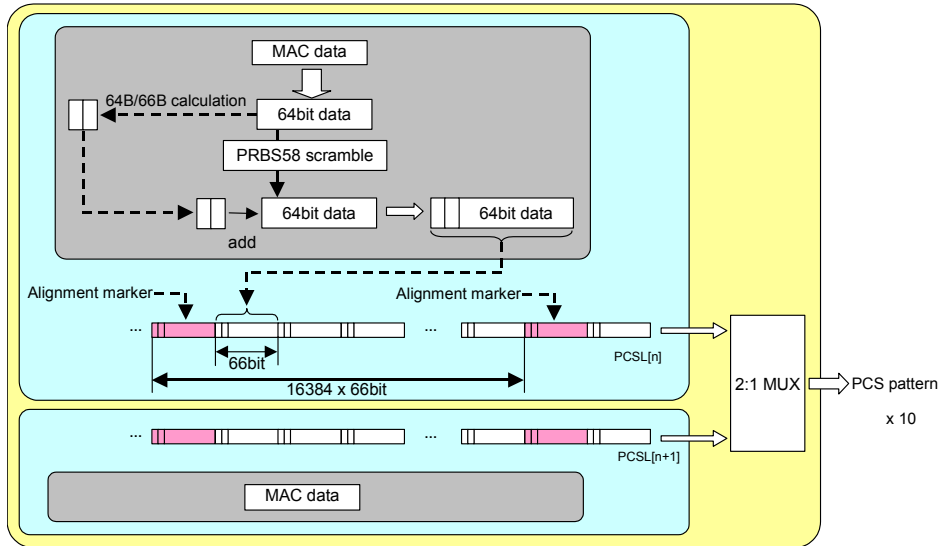 MAC data
64B/66B calculation
64bit data
PRBS58 scramble
64bit data
64bit data
add
Alignment marker
Alignment marker
...
...
PCSL[n]
66bit
16384 x 66bit
2:1 MUX
PCS pattern
x 10
...
...
PCSL[n+1]
MAC data